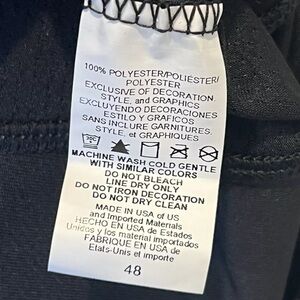 100% POLYESTER/POLIÉSTER/
POLYESTER
EXCLUSIVE OF DECORATION,
STYLE, and GRAPHICS
EXCLUYENDO DECORACIONES
ESTILO Y GRAFICOS
SANS INCLURE GARNITURES,
STYLE, et GRAPHIQUES
MACHINE WASH COLD GENTLE
WITH SIMILAR COLORS
DO NOT BLEACH
LINE DRY ONLY
DO NOT IRON DECORATION
DO NOT DRY CLEAN
MADE IN USA of US
and Imported Materials
HECHO EN USA de Estados
Unidos y los material importados
FABRIQUE EN USA de
Etats-Unis et importe
48